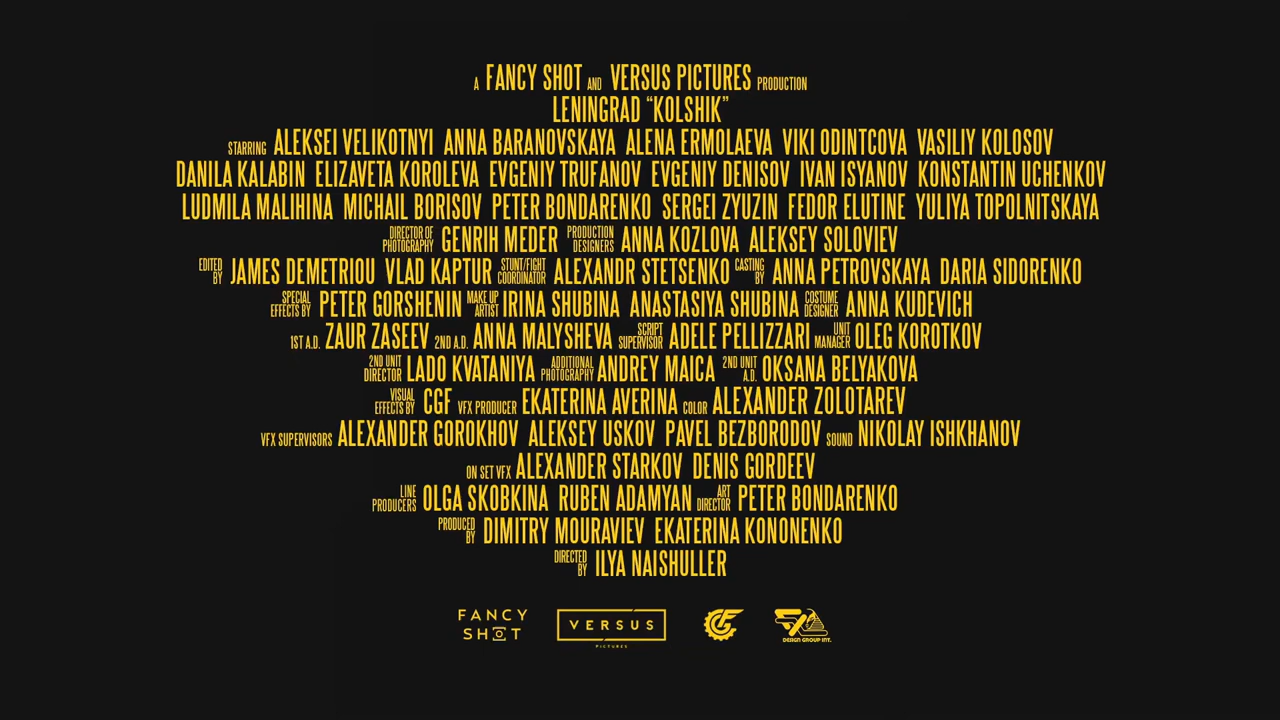 A FANCY SHOT AND VERSUS PICTURES PRODUCTION
LENINGRAD “KOLSHIK”
STARRING ALEKSEI VELIKOTNYI ANNA BARANOVSKAYA ALENA ERMOLAEVA VIKI ODINTCOVA VASILIY KOLOSOV
DANILA KALABIN ELIZAVETA KOROLEVA EVGENIY TRUFANOV EVGENIY DENISOV IVAN ISYANOV KONSTANTIN UCHENKOV
LUDMILA MALIHINA MICHAIL BORISOV PETER BONDARENKO SERGEI ZYUZIN FEDOR ELUTINE YULIYA TOPOLNITSKAYA
DIRECTOR OF PHOTOGRAPHY GENRIH MEDER PRODUCTION DESIGNERS ANNA KOZLOVA ALEKSEY SOLOVIEV
EDITED BY JAMES DEMETRIOU VLAD KAPTUR STUNT/FIGHT COORDINATOR ALEXANDR STETSENKO CASTING BY ANNA PETROVSKAYA DARIA SIDORENKO
SPECIAL EFFECTS BY PETER GORSHENIN MAKE UP ARTIST IRINA SHUBINA ANASTASIYA SHUBINA COSTUME DESIGNER ANNA KUDEVICH
1ST A.D. ZAUR ZASEEV 2ND A.D. ANNA MALYSHEVA SCRIPT SUPERVISOR ADELE PELLIZZARI UNIT MANAGER OLEG KOROTKOV
2ND UNIT DIRECTOR LADO KVATANIYA ADDITIONAL PHOTOGRAPHY ANDREY MAICA 2ND UNIT A.D. OKSANA BELYAKOVA
VISUAL EFFECTS BY CGF VFX PRODUCER EKATERINA AVERINA COLOR ALEXANDER ZOLOTAREV
VFX SUPERVISORS ALEXANDER GOROKHOV ALEKSEY USKOV PAVEL BEZBORODOV SOUND NIKOLAY ISHKHANOV
ON SET VFX ALEXANDER STARKOV DENIS GORDEEV
LINE PRODUCERS OLGA SKOBKINA RUBEN ADAMYAN ART DIRECTOR PETER BONDARENKO
PRODUCED BY DIMITRY MOURAVIEV EKATERINA KONONENKO
DIRECTED BY ILYA NAISHULLER
FANCY SHOT
VERSUS
PICTURES
CGF
FX
DESIGN GROUP INT.